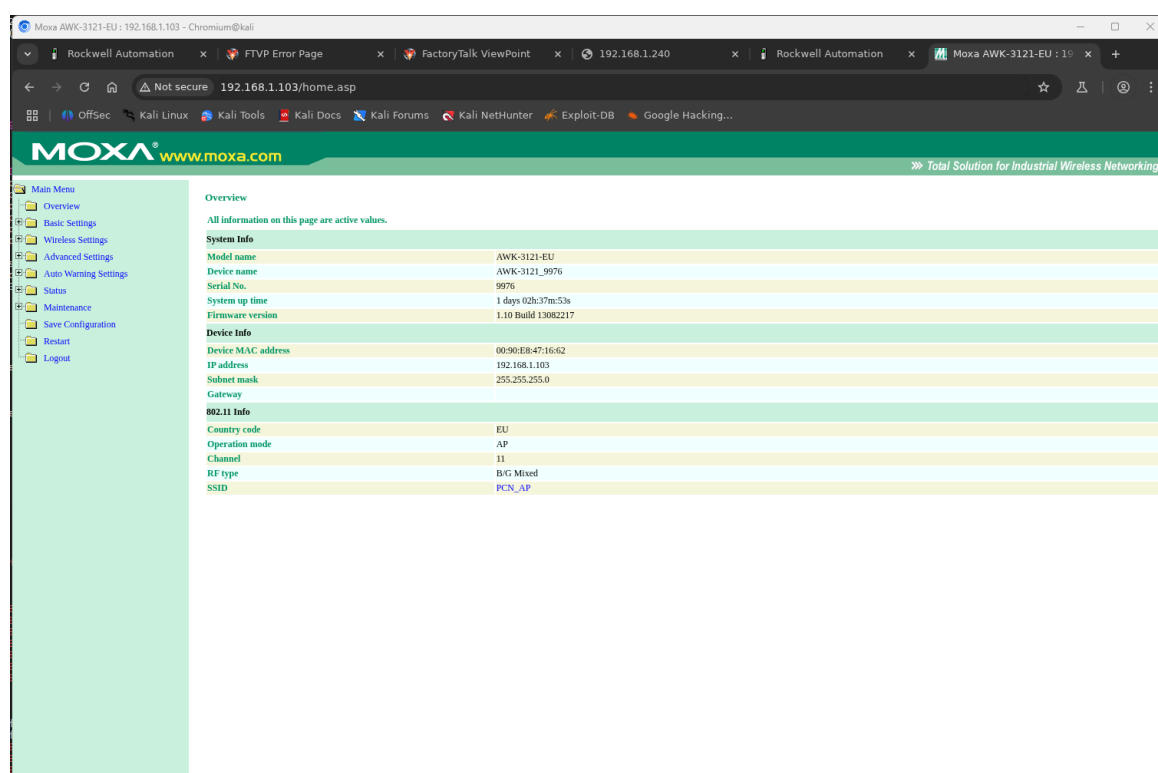 Moxa AWK-3121-EU : 192.168.1.103 - Chromium@kali
Rockwell Automation
FTVP Error Page
FactoryTalk ViewPoint
192.168.1.240
Rockwell Automation
Moxa AWK-3121-EU : 19
Not secure 192.168.1.103/home.asp
OffSec Kali Linux Kali Tools Kali Docs Kali Forums Kali NetHunter Exploit-DB Google Hacking...
MOXA® www.moxa.com
Total Solution for Industrial Wireless Networking
Main Menu
Overview
Basic Settings
Wireless Settings
Advanced Settings
Auto Warning Settings
Status
Maintenance
Save Configuration
Restart
Logout
Overview
All information on this page are active values.
System Info
Model name AWK-3121-EU
Device name AWK-3121_9976
Serial No. 9976
System up time 1 days 02h:37m:53s
Firmware version 1.10 Build 13082217
Device Info
Device MAC address 00:90:E8:47:16:62
IP address 192.168.1.103
Subnet mask 255.255.255.0
Gateway
802.11 Info
Country code EU
Operation mode AP
Channel 11
RF type B/G Mixed
SSID PCN_AP